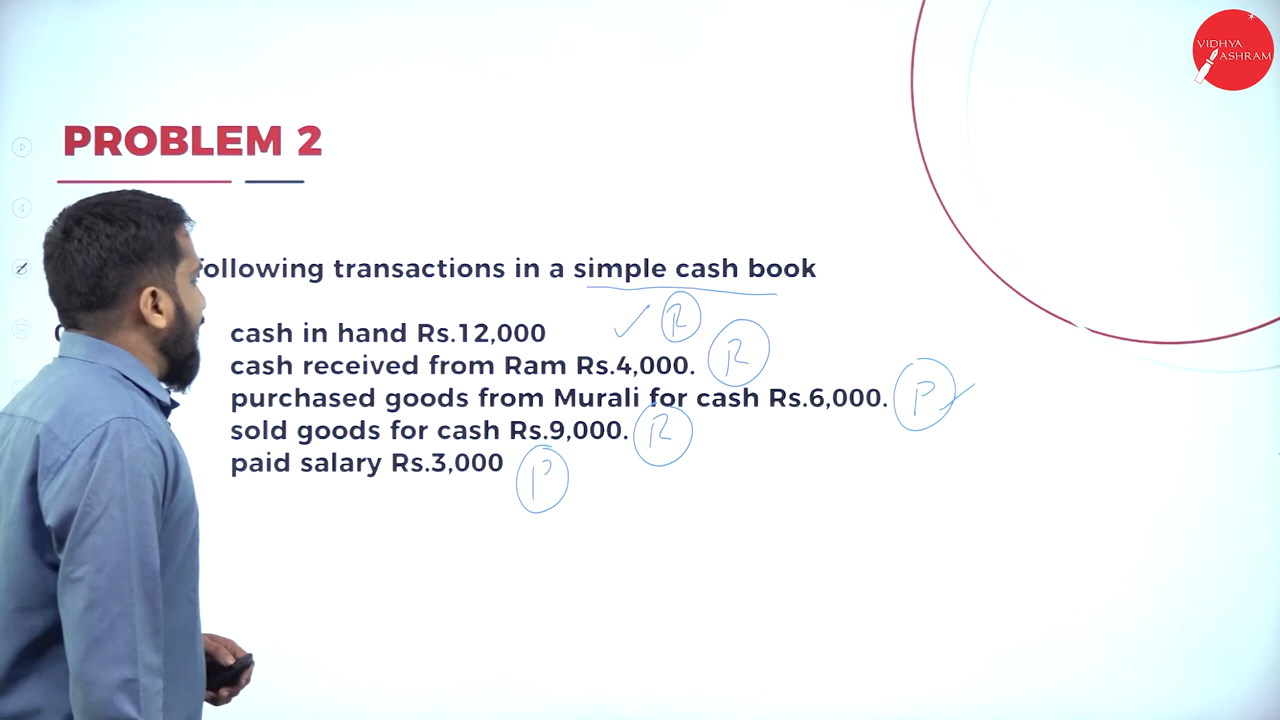 VIDHYA
ASHRAM
PROBLEM 2
following transactions in a simple cash book
cash in hand Rs.12,000 R
cash received from Ram Rs.4,000. R
purchased goods from Murali for cash Rs.6,000. P
sold goods for cash Rs.9,000. R
paid salary Rs.3,000 P